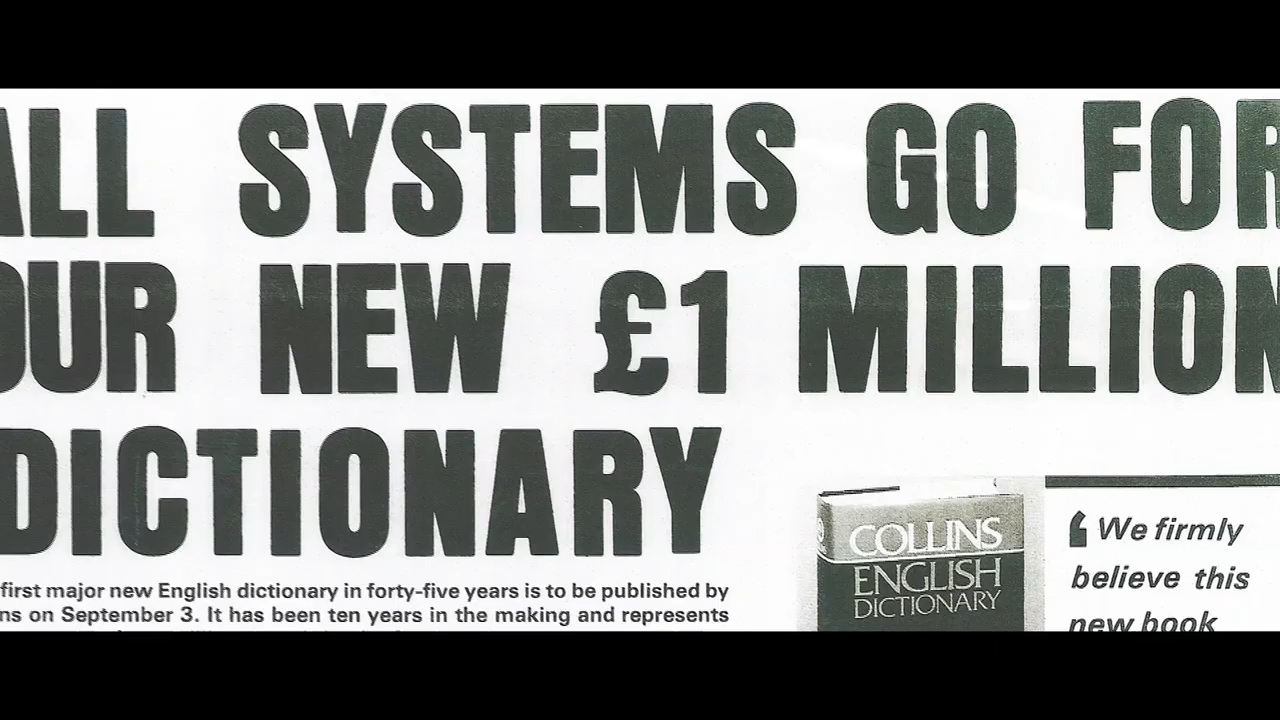 ALL SYSTEMS GO FOR
OUR NEW £1 MILLION
DICTIONARY
first major new English dictionary in forty-five years is to be published by
ns on September 3. It has been ten years in the making and represents
COLLINS
ENGLISH
DICTIONARY
‘We firmly
believe this
new book